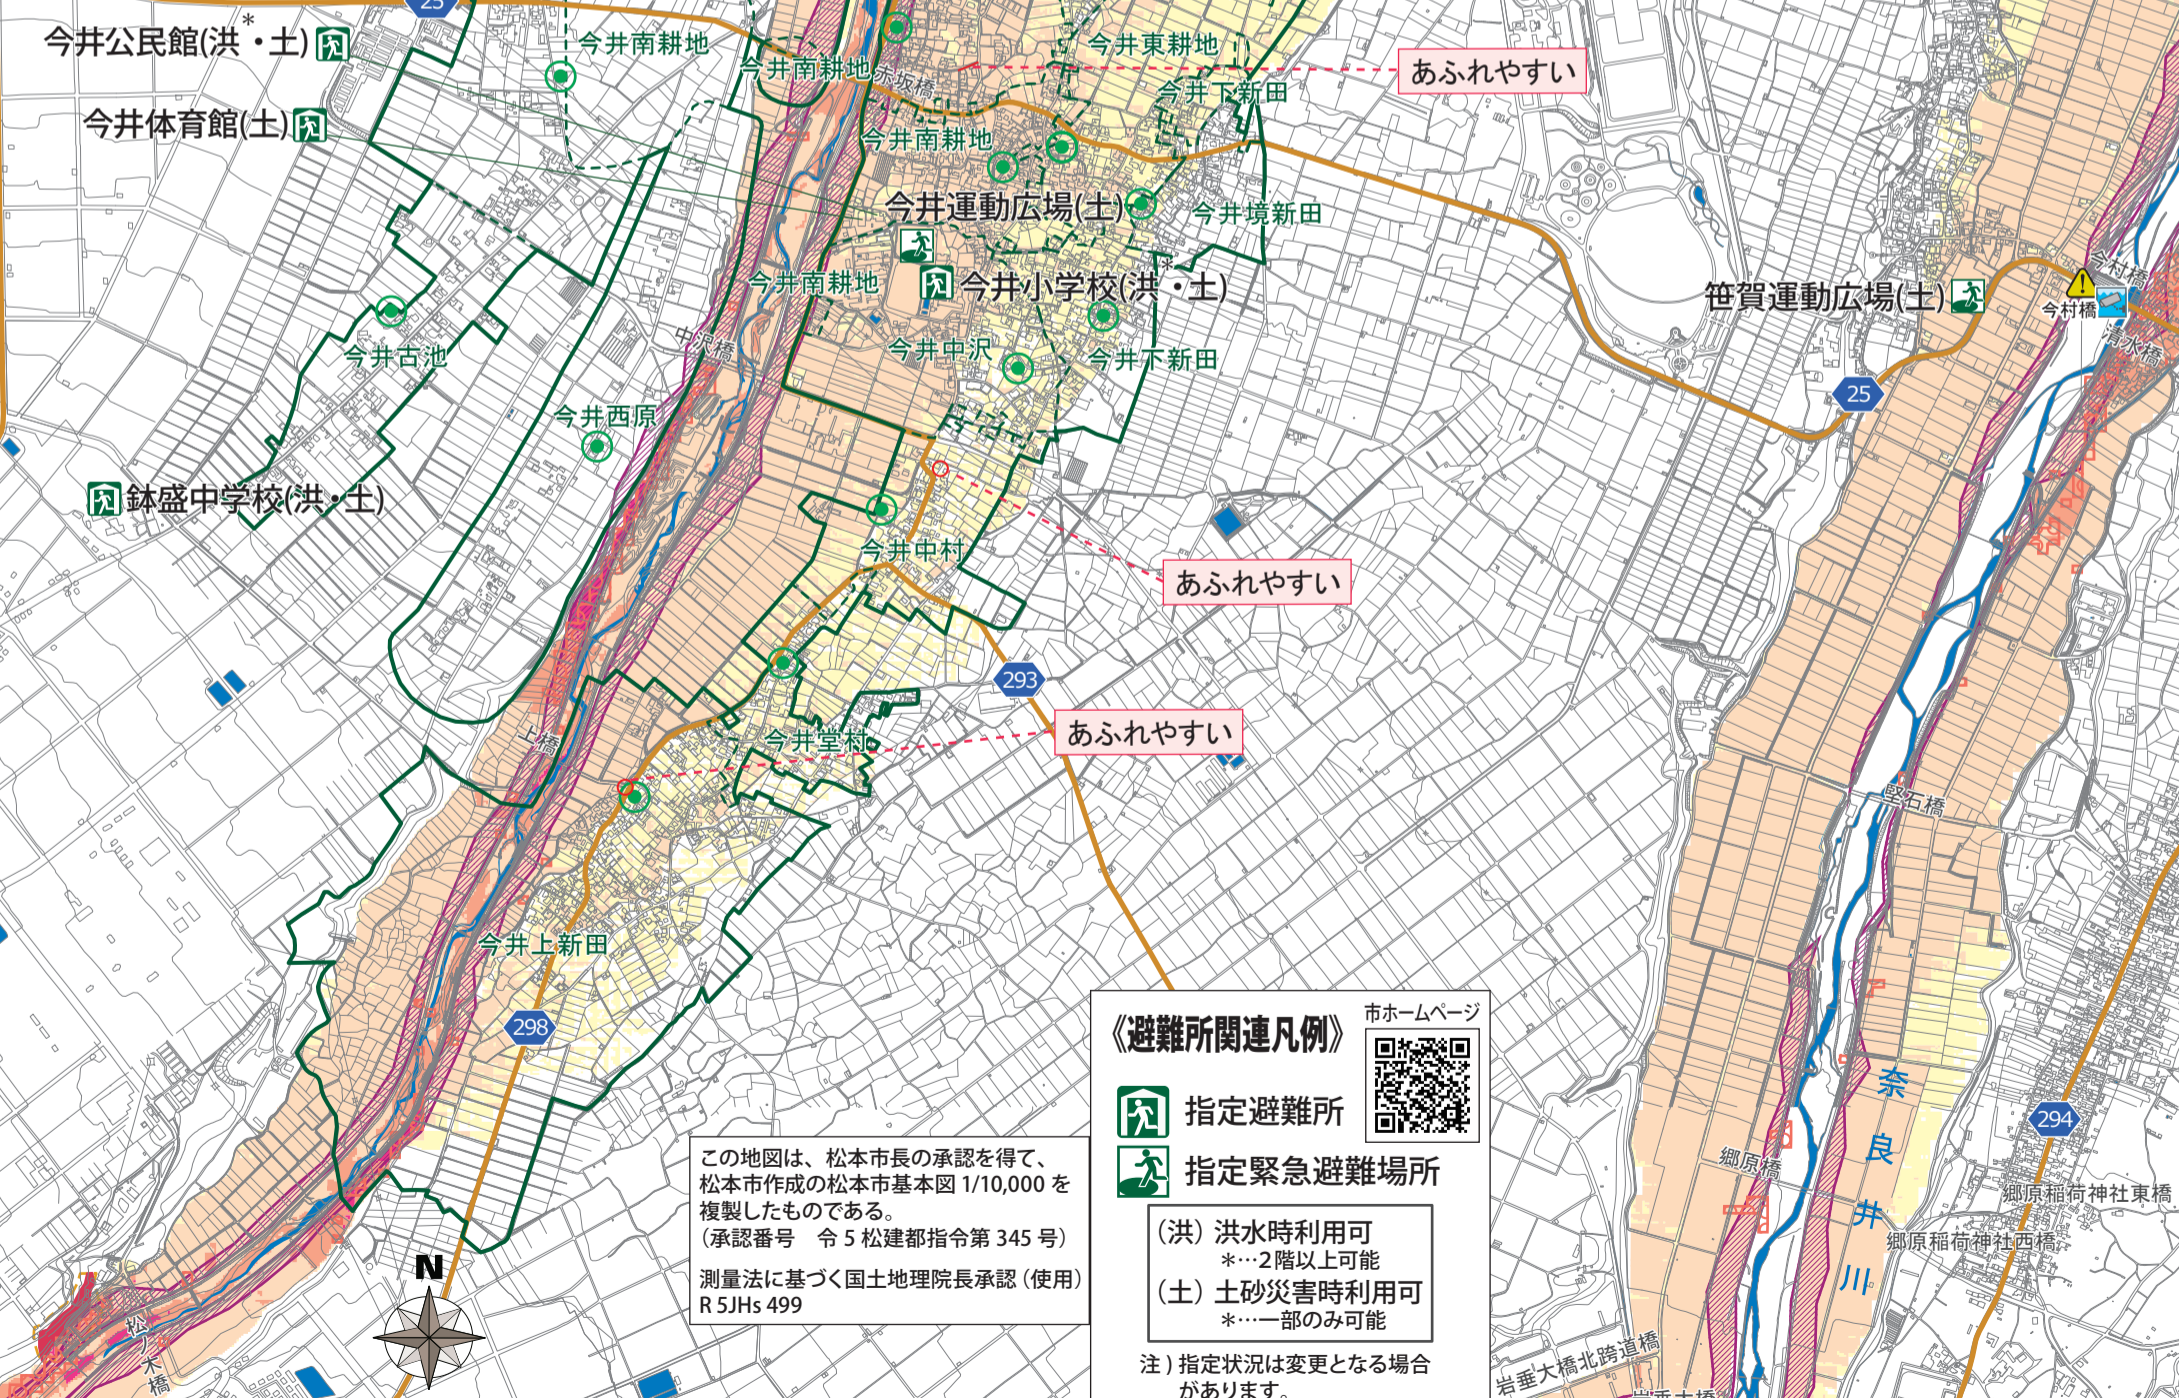 25
今井公民館(洪*・土)
今井南耕地
今井南耕地
赤坂橋
今井東耕地
あふれやすい
今井下新田
今井体育館(土)
今井南耕地
今井運動広場(土)
今井境新田
今井南耕地
今井小学校(洪*・土)
笹賀運動広場(土)
今村橋
今村橋
清水橋
中沢橋
今井古池
今井中沢
今井下新田
25
今井西原
鉢盛中学校(洪・土)
今井中村
あふれやすい
293
上橋
今井堂村
あふれやすい
堅石橋
今井上新田
298
《避難所関連凡例》
市ホームページ
指定避難所
指定緊急避難場所
(洪) 洪水時利用可
*…2階以上可能
(土) 土砂災害時利用可
*…一部のみ可能
注) 指定状況は変更となる場合
があります。
この地図は、松本市長の承認を得て、
松本市作成の松本市基本図 1/10,000 を
複製したものである。
(承認番号　令 5 松建都指令第 345 号)
測量法に基づく国土地理院長承認 (使用)
R 5JHs 499
N
松ノ木橋
奈良井川
294
郷原橋
郷原稲荷神社東橋
郷原稲荷神社西橋
岩垂大橋北跨道橋
岩垂大橋